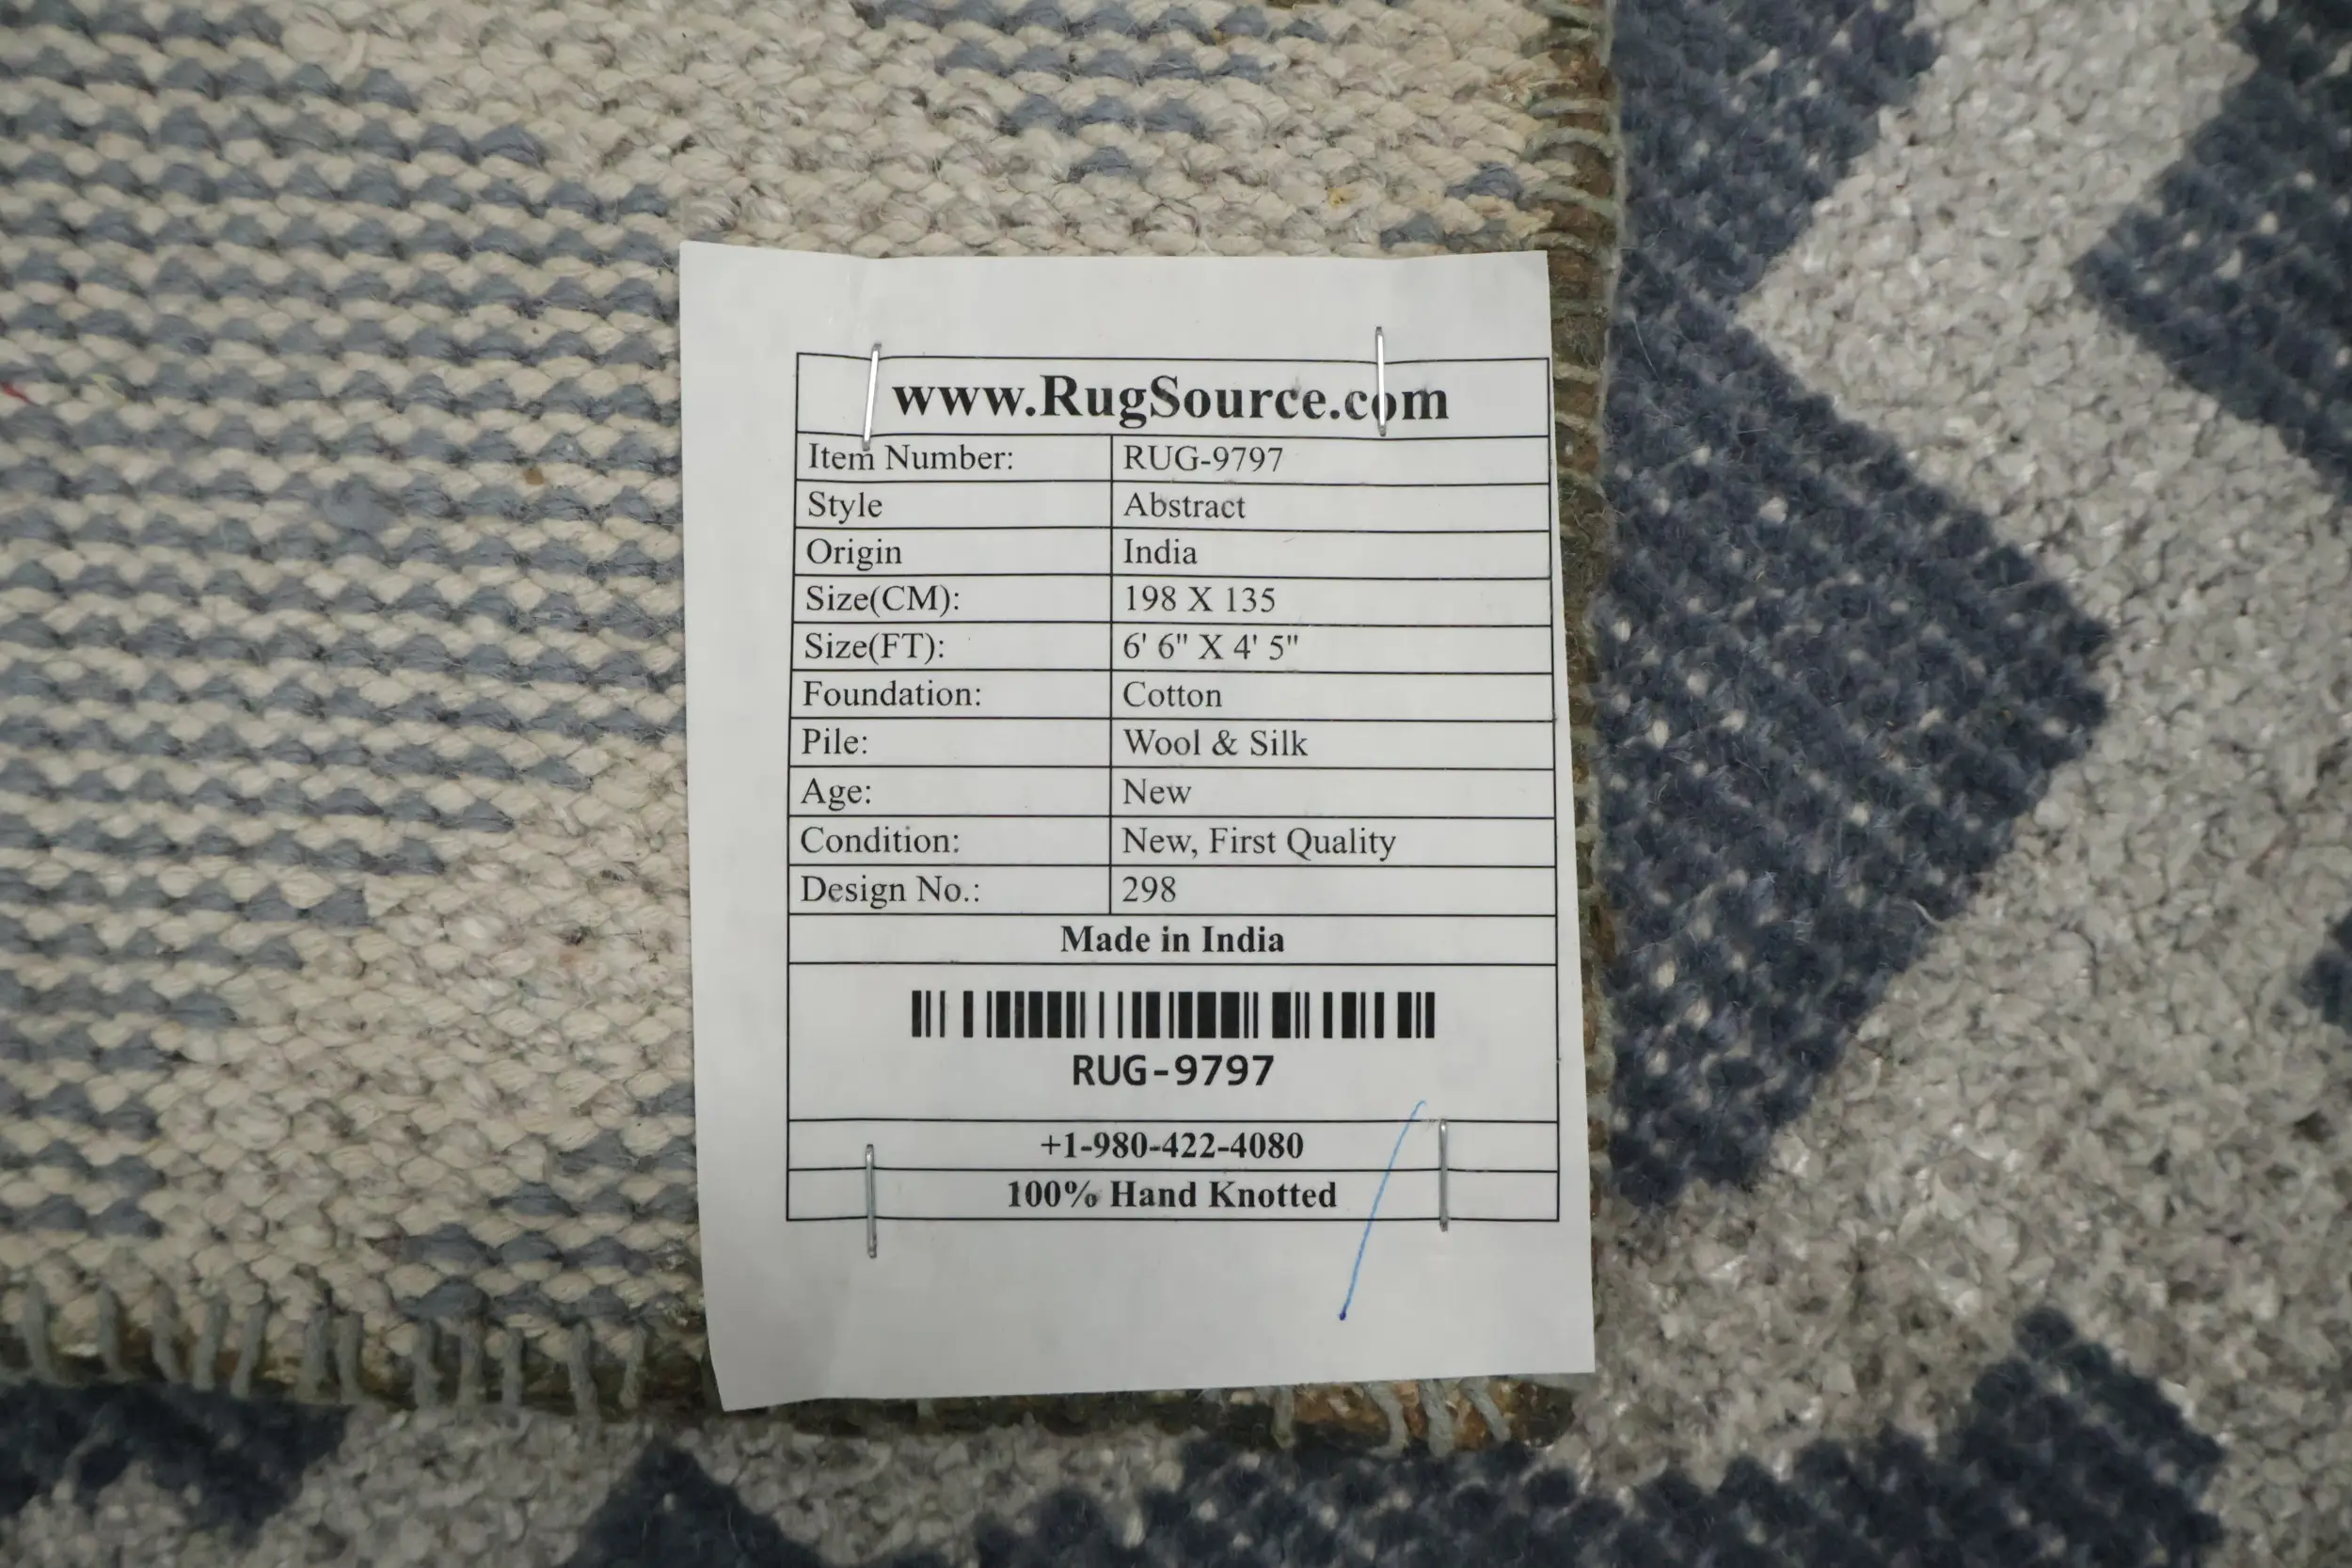 www.RugSource.com
Item Number: RUG-9797
Style Abstract
Origin India
Size(CM): 198 X 135
Size(FT): 6' 6" X 4' 5"
Foundation: Cotton
Pile: Wool & Silk
Age: New
Condition: New, First Quality
Design No.: 298
Made in India
RUG-9797
+1-980-422-4080
100% Hand Knotted